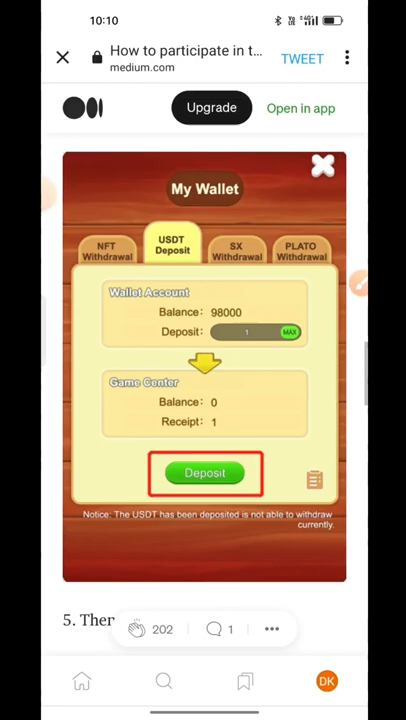 10:10
How to participate in t...
medium.com
TWEET
Upgrade
Open in app
My Wallet
NFT
Withdrawal
USDT
Deposit
SX
Withdrawal
PLATO
Withdrawal
Wallet Account
Balance: 98000
Deposit: 1 MAX
Game Center
Balance: 0
Receipt: 1
Deposit
Notice: The USDT has been deposited is not able to withdraw
currently.
5. Ther
202
1
DK